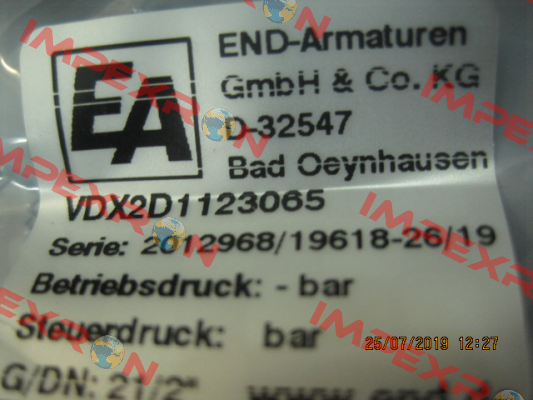 EA
END-Armaturen
GmbH & Co. KG
D-32547
Bad Oeynhausen
VDX2D1123065
Serie: 2012968/19618-26/19
Betriebsdruck: - bar
Steuerdruck: bar
25/07/2019 12:27
G/DN: 2 1/2"
IMPEXRON